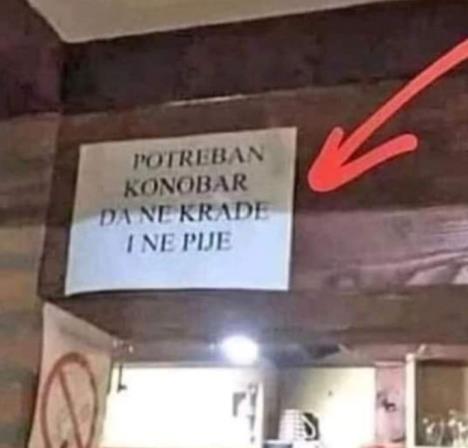 POTREBAN
KONOBAR
DA NE KRADE
I NE PIJE